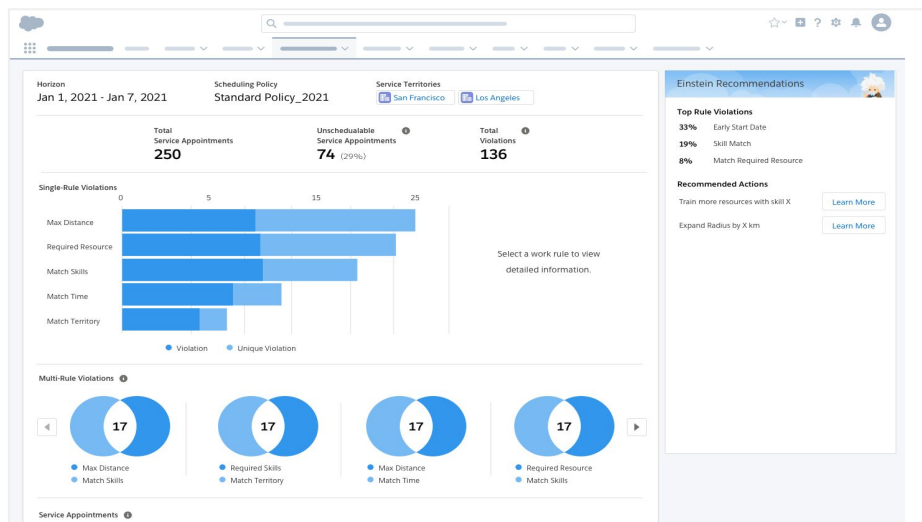 Horizon
Jan 1, 2021 - Jan 7, 2021
Scheduling Policy
Standard Policy_2021
Service Territories
San Francisco
Los Angeles
Total
Service Appointments
250
Unschedualable
Service Appointments
74 (29%)
Total
Violations
136
Single-Rule Violations
0 5 15 25
Max Distance
Required Resource
Match Skills
Match Time
Match Territory
Violation
Unique Violation
Select a work rule to view
detailed information.
Multi-Rule Violations
17
Max Distance
Match Skills
17
Required Skills
Match Territory
17
Max Distance
Match Time
17
Required Resource
Match Skills
Service Appointments
Einstein Recommendations
Top Rule Violations
33% Early Start Date
19% Skill Match
8% Match Required Resource
Recommended Actions
Train more resources with skill X
Learn More
Expand Radius by X km
Learn More